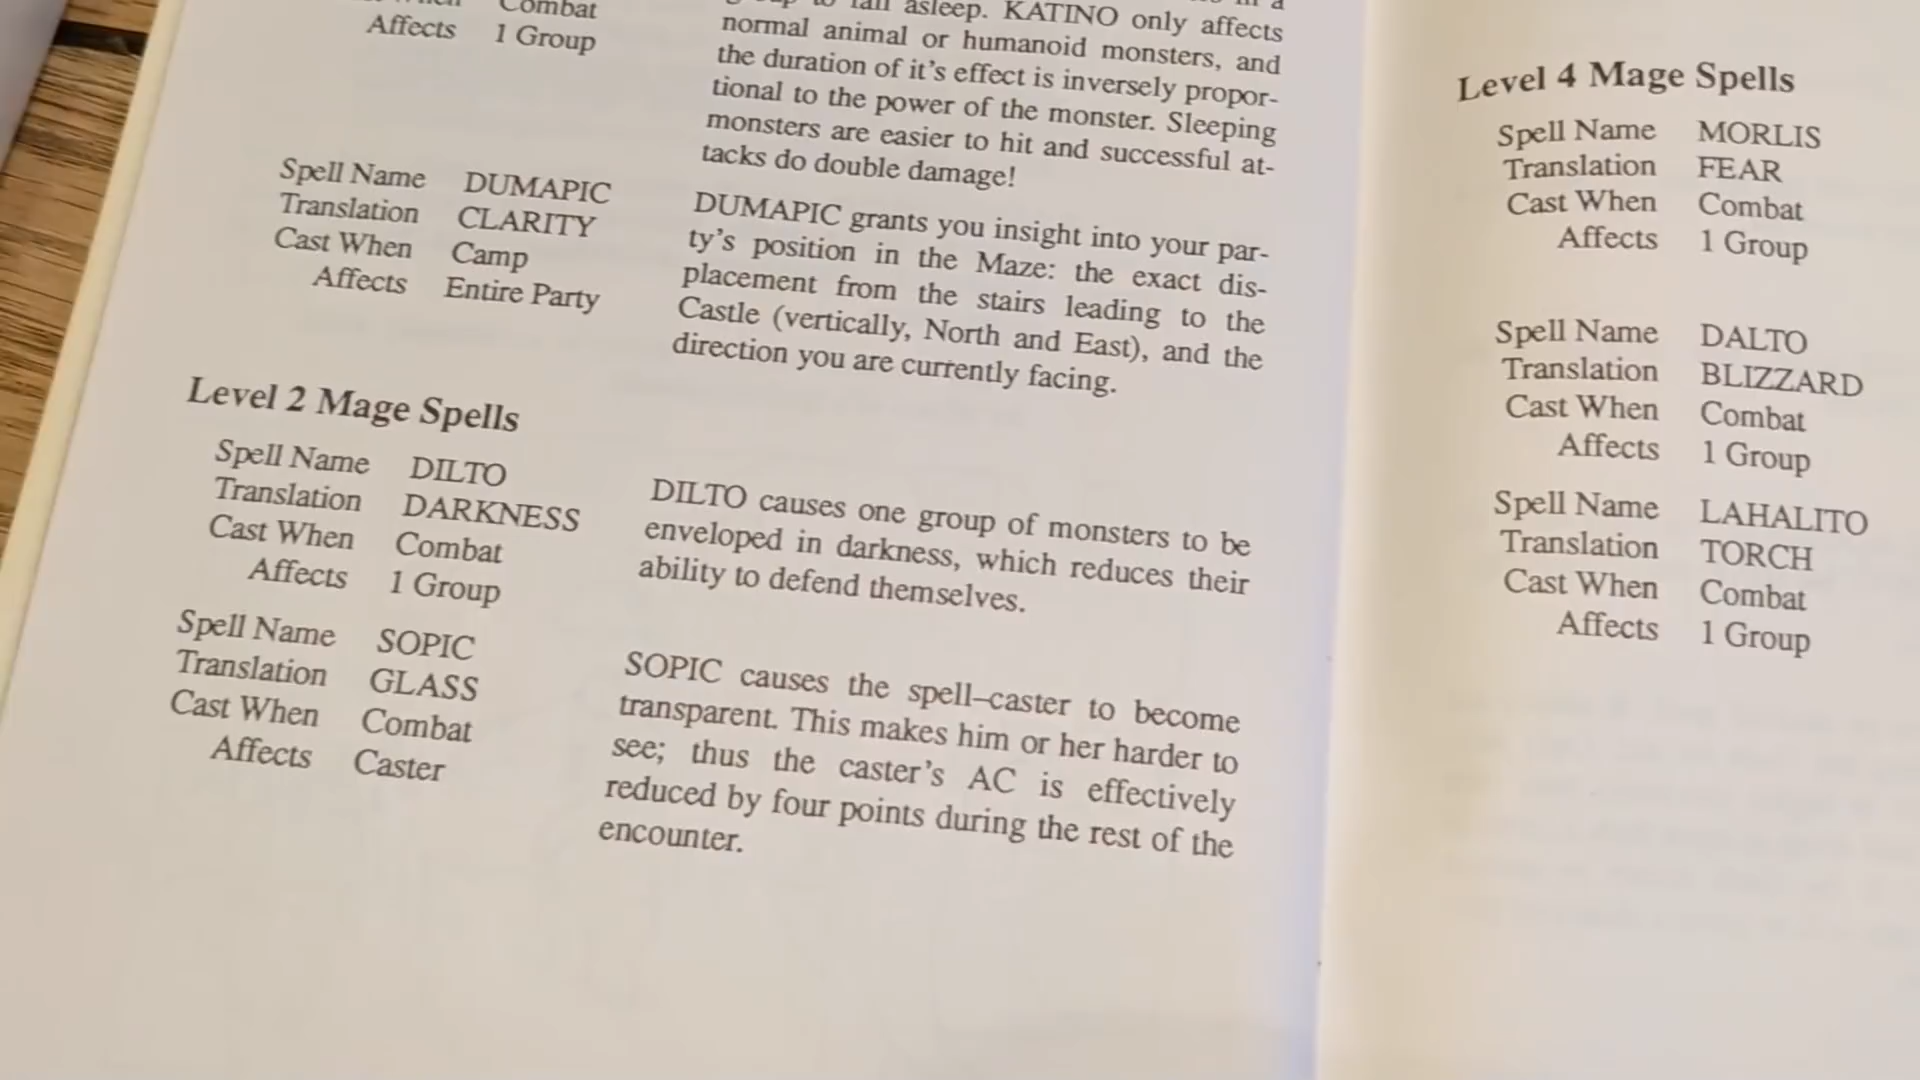 Combat
Affects 1 Group
asleep. KATINO only affects
normal animal or humanoid monsters, and
the duration of it's effect is inversely propor-
tional to the power of the monster. Sleeping
monsters are easier to hit and successful at-
tacks do double damage!
Spell Name DUMAPIC
Translation CLARITY
Cast When Camp
Affects Entire Party
DUMAPIC grants you insight into your par-
ty's position in the Maze: the exact dis-
placement from the stairs leading to the
Castle (vertically, North and East), and the
direction you are currently facing.
Level 2 Mage Spells
Spell Name DILTO
Translation DARKNESS
Cast When Combat
Affects 1 Group
DILTO causes one group of monsters to be
enveloped in darkness, which reduces their
ability to defend themselves.
Spell Name SOPIC
Translation GLASS
Cast When Combat
Affects Caster
SOPIC causes the spell–caster to become
transparent. This makes him or her harder to
see; thus the caster's AC is effectively
reduced by four points during the rest of the
encounter.
Level 4 Mage Spells
Spell Name MORLIS
Translation FEAR
Cast When Combat
Affects 1 Group
Spell Name DALTO
Translation BLIZZARD
Cast When Combat
Affects 1 Group
Spell Name LAHALITO
Translation TORCH
Cast When Combat
Affects 1 Group